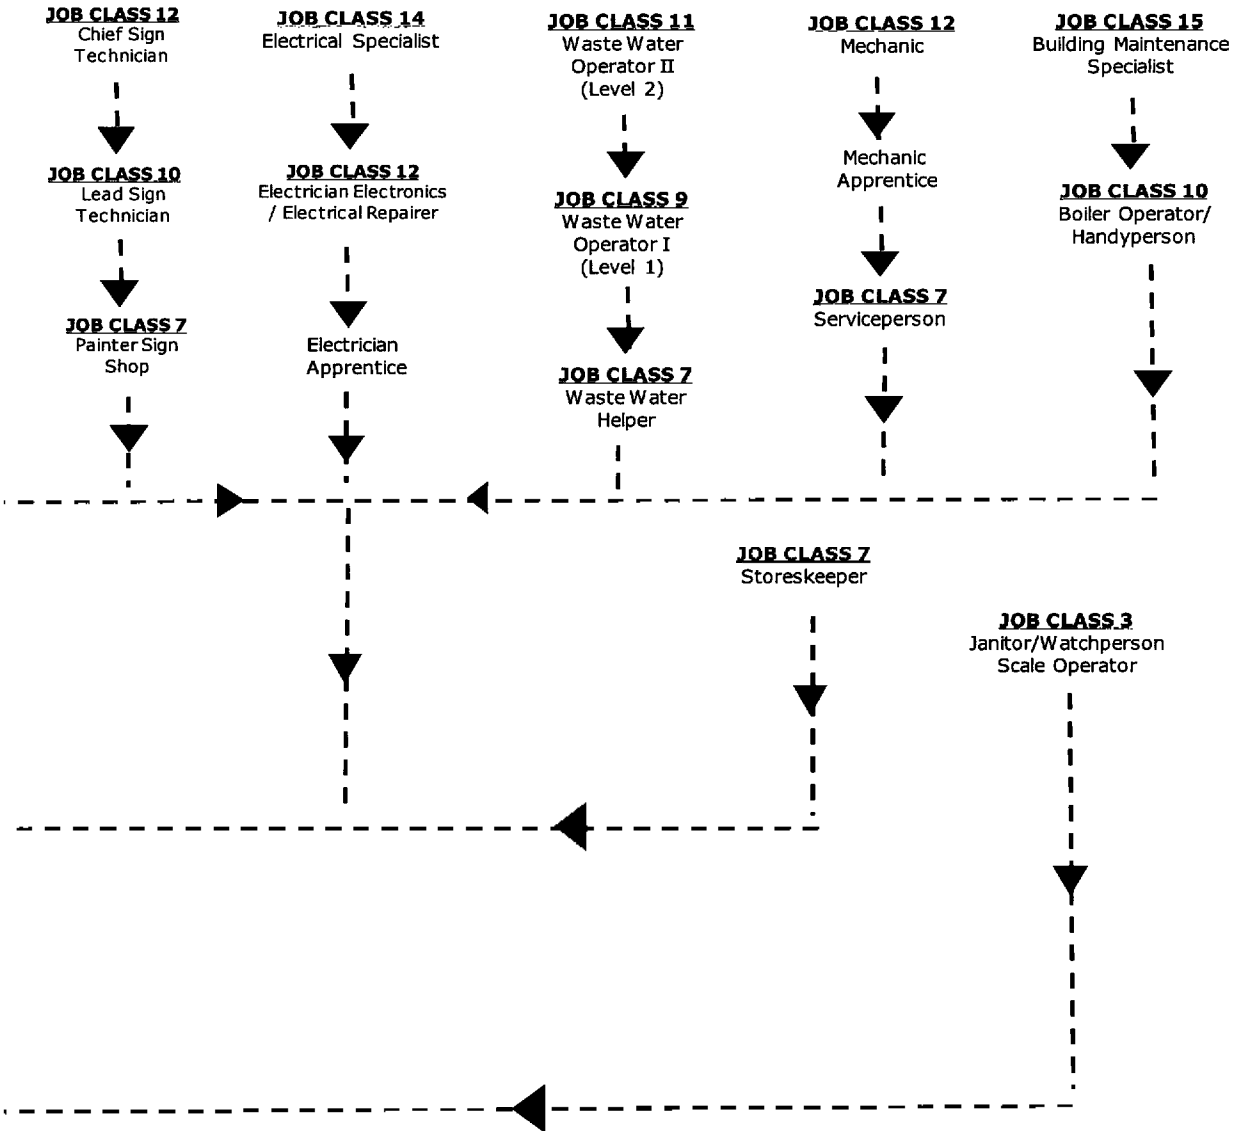 JOB CLASS 12
Chief Sign
Technician
JOB CLASS 10
Lead Sign
Technician
JOB CLASS 7
Painter Sign
Shop
JOB CLASS 14
Electrical Specialist
JOB CLASS 12
Electrician Electronics
/ Electrical Repairer
Electrician
Apprentice
JOB CLASS 11
Waste Water
Operator II
(Level 2)
JOB CLASS 9
Waste Water
Operator I
(Level 1)
JOB CLASS 7
Waste Water
Helper
JOB CLASS 12
Mechanic
Mechanic
Apprentice
JOB CLASS 7
Serviceperson
JOB CLASS 15
Building Maintenance
Specialist
JOB CLASS 10
Boiler Operator/
Handyperson
JOB CLASS 7
Storeskeeper
JOB CLASS 3
Janitor/Watchperson
Scale Operator